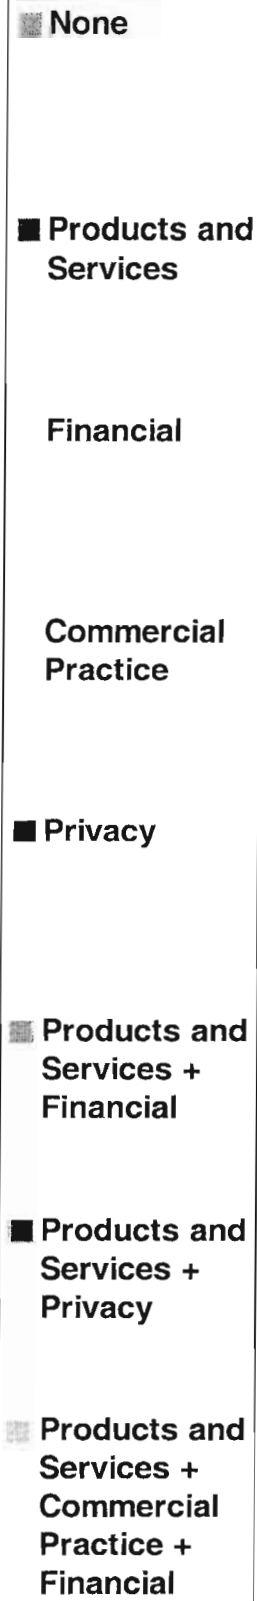 None
Products and
Services
Financial
Commercial
Practice
Privacy
Products and
Services +
Financial
Products and
Services +
Privacy
Products and
Services +
Commercial
Practice +
Financial